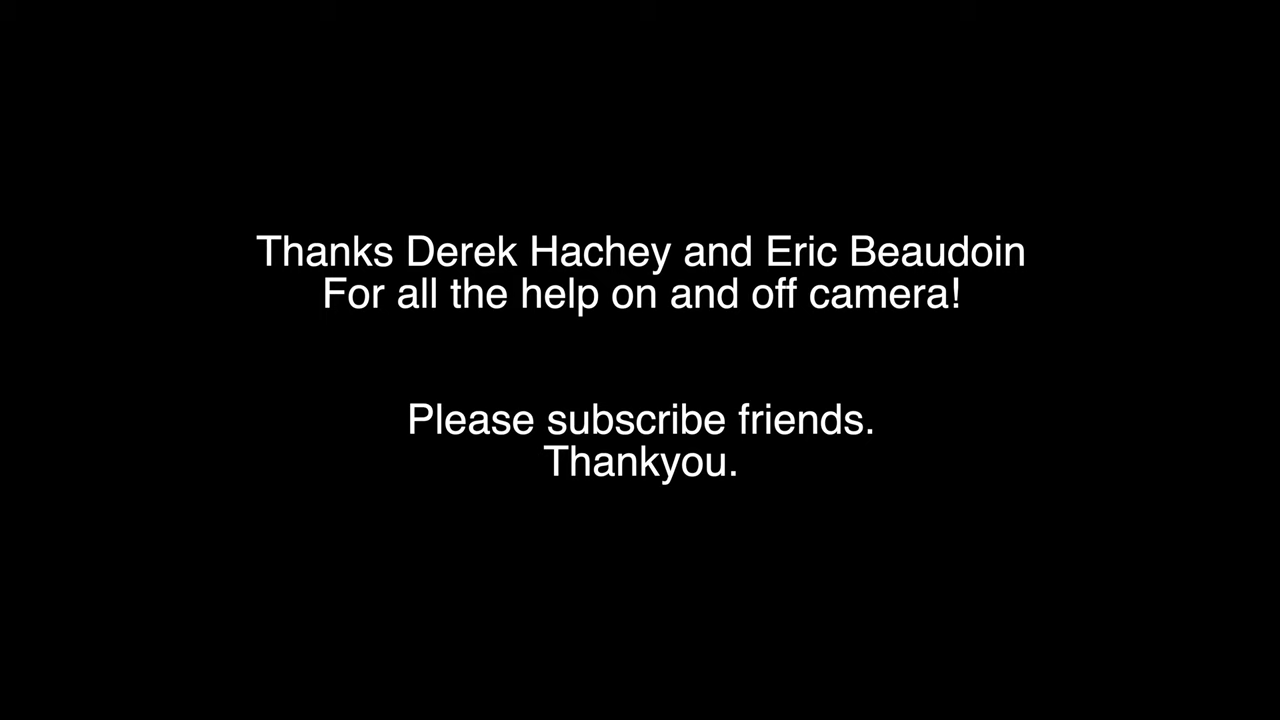 Thanks Derek Hachey and Eric Beaudoin
For all the help on and off camera!
Please subscribe friends.
Thankyou.